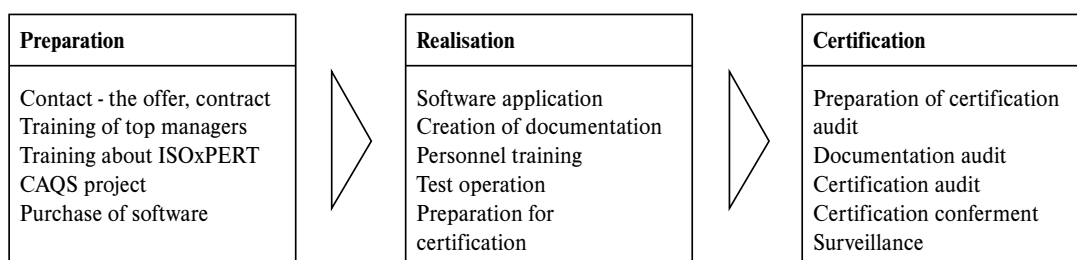 Preparation
Contact - the offer, contract
Training of top managers
Training about ISOxPERT
CAQS project
Purchase of software
Realisation
Software application
Creation of documentation
Personnel training
Test operation
Preparation for
certification
Certification
Preparation of certification
audit
Documentation audit
Certification audit
Certification conferment
Surveillance